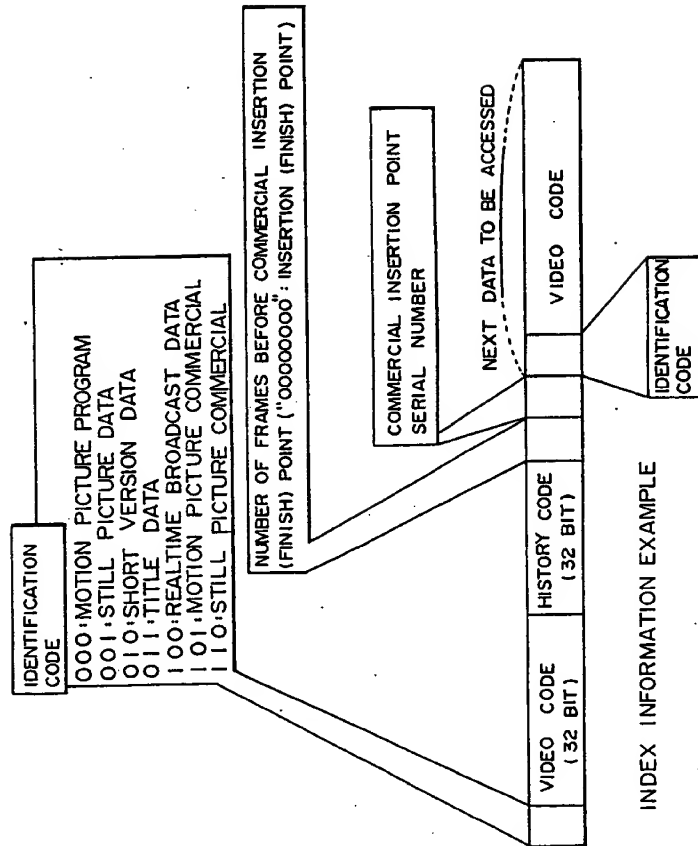 IDENTIFICATION
CODE
000:MOTION PICTURE PROGRAM
001:STILL PICTURE DATA
010:SHORT VERSION DATA
011:TITLE DATA
100:REALTIME BROADCAST DATA
101:MOTION PICTURE COMMERCIAL
110:STILL PICTURE COMMERCIAL
NUMBER OF FRAMES BEFORE COMMERCIAL INSERTION
(FINISH) POINT ("00000000": INSERTION (FINISH) POINT)
COMMERCIAL INSERTION POINT
SERIAL NUMBER
NEXT DATA TO BE ACCESSED
VIDEO CODE
(32 BIT)
HISTORY CODE
(32 BIT)
VIDEO CODE
IDENTIFICATION
CODE
INDEX INFORMATION EXAMPLE